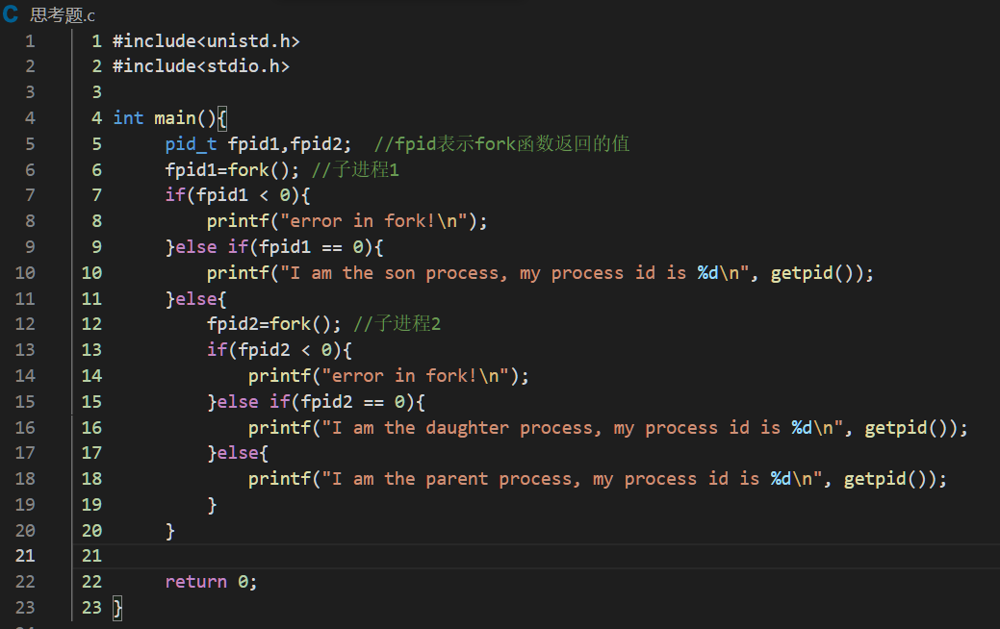 C 思考题.c
1 1 #include<unistd.h>
2 2 #include<stdio.h>
3 3
4 4 int main(){
5 5 pid_t fpid1,fpid2; //fpid表示fork函数返回的值
6 6 fpid1=fork(); //子进程1
7 7 if(fpid1 < 0){
8 8 printf("error in fork!\n");
9 9 }else if(fpid1 == 0){
10 10 printf("I am the son process, my process id is %d\n", getpid());
11 11 }else{
12 12 fpid2=fork(); //子进程2
13 13 if(fpid2 < 0){
14 14 printf("error in fork!\n");
15 15 }else if(fpid2 == 0){
16 16 printf("I am the daughter process, my process id is %d\n", getpid());
17 17 }else{
18 18 printf("I am the parent process, my process id is %d\n", getpid());
19 19 }
20 20 }
21 21
22 22 return 0;
23 23 }